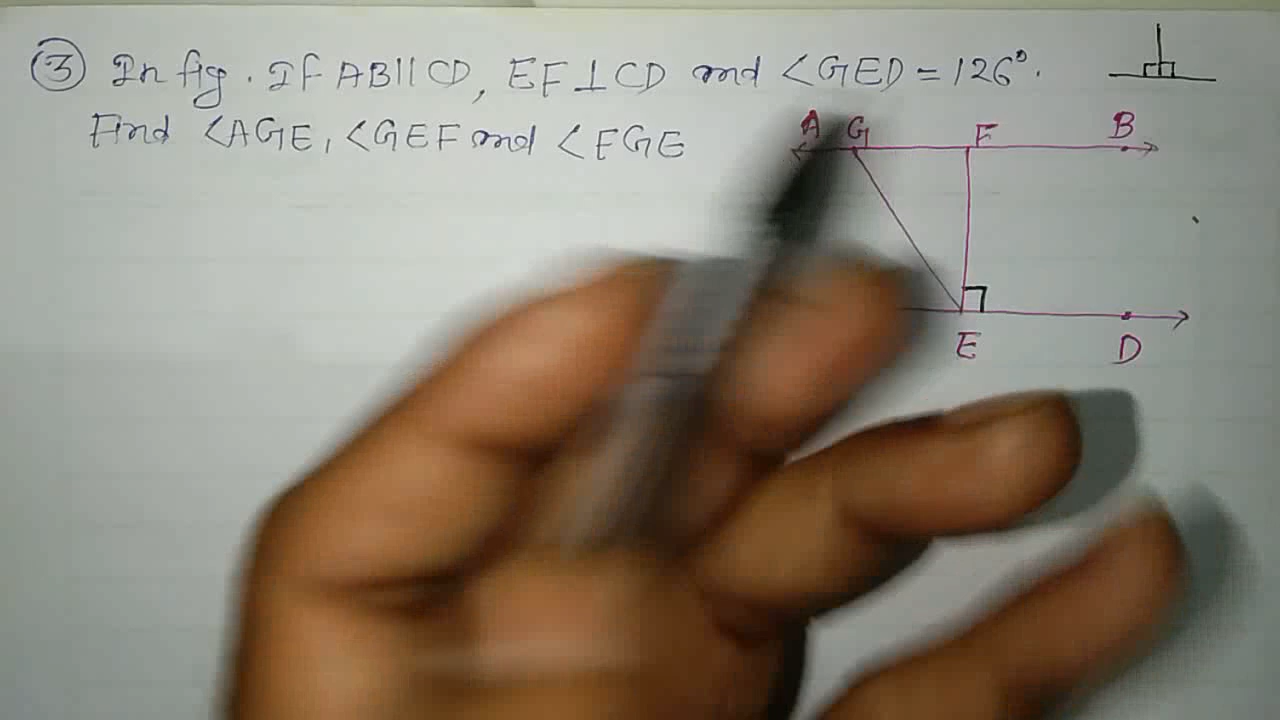 ③ In fig. If AB||CD, EF⊥CD and <GED=126°.
Find <AGE, <GEF and <FGE
A G F B
E D